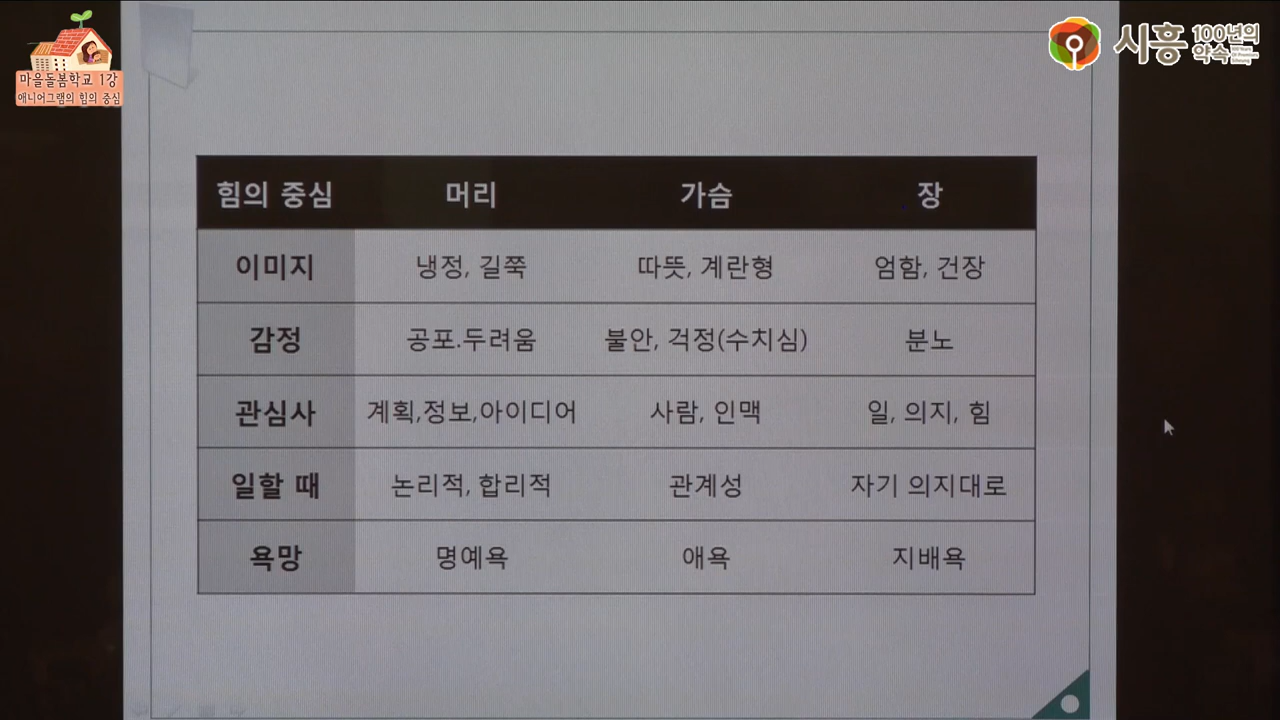 마을돌봄학교 1강
애니어그램의 힘의 중심
시흥 100년의 약속
힘의 중심 머리 가슴 장
이미지 냉정, 길쭉 따뜻, 계란형 엄함, 건장
감정 공포.두려움 불안, 걱정(수치심) 분노
관심사 계획,정보,아이디어 사람, 인맥 일, 의지, 힘
일할 때 논리적, 합리적 관계성 자기 의지대로
욕망 명예욕 애욕 지배욕